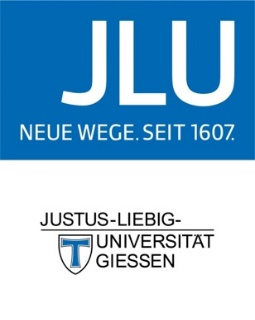 JLU
NEUE WEGE. SEIT 1607.
JUSTUS-LIEBIG-
UNIVERSITÄT
GIESSEN